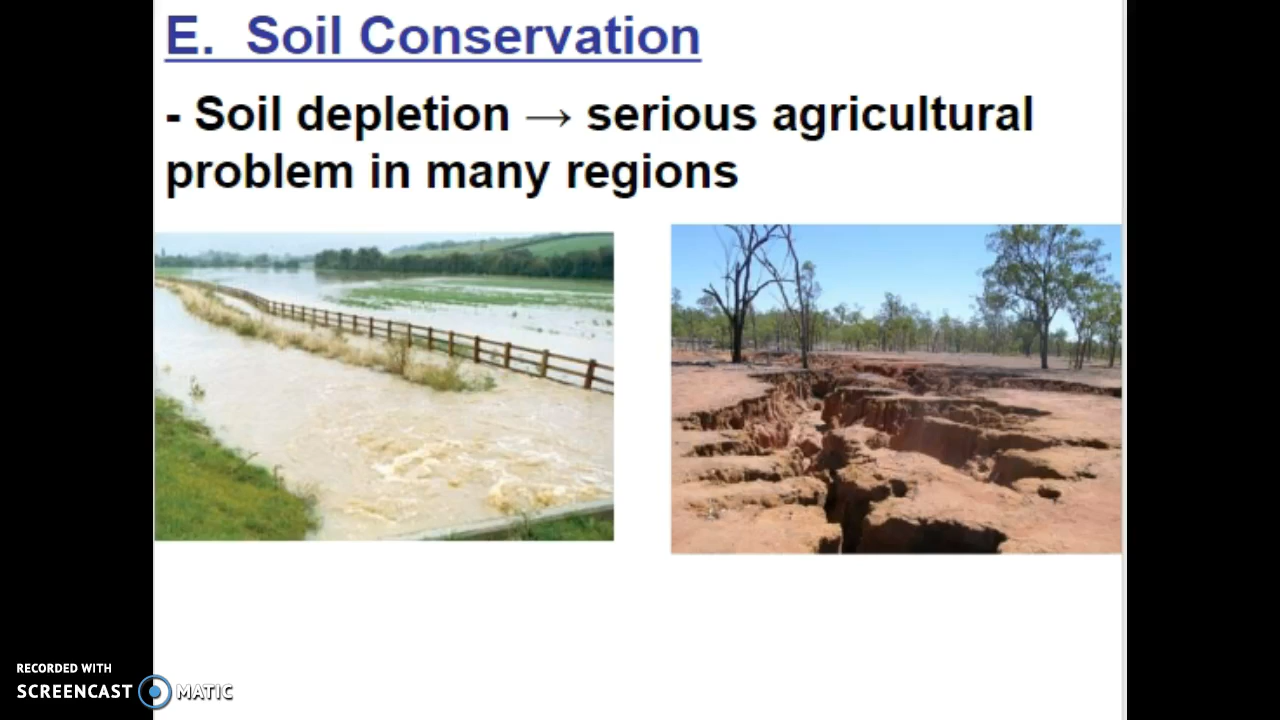 E.  Soil Conservation
- Soil depletion → serious agricultural
problem in many regions
RECORDED WITH
SCREENCAST MATIC